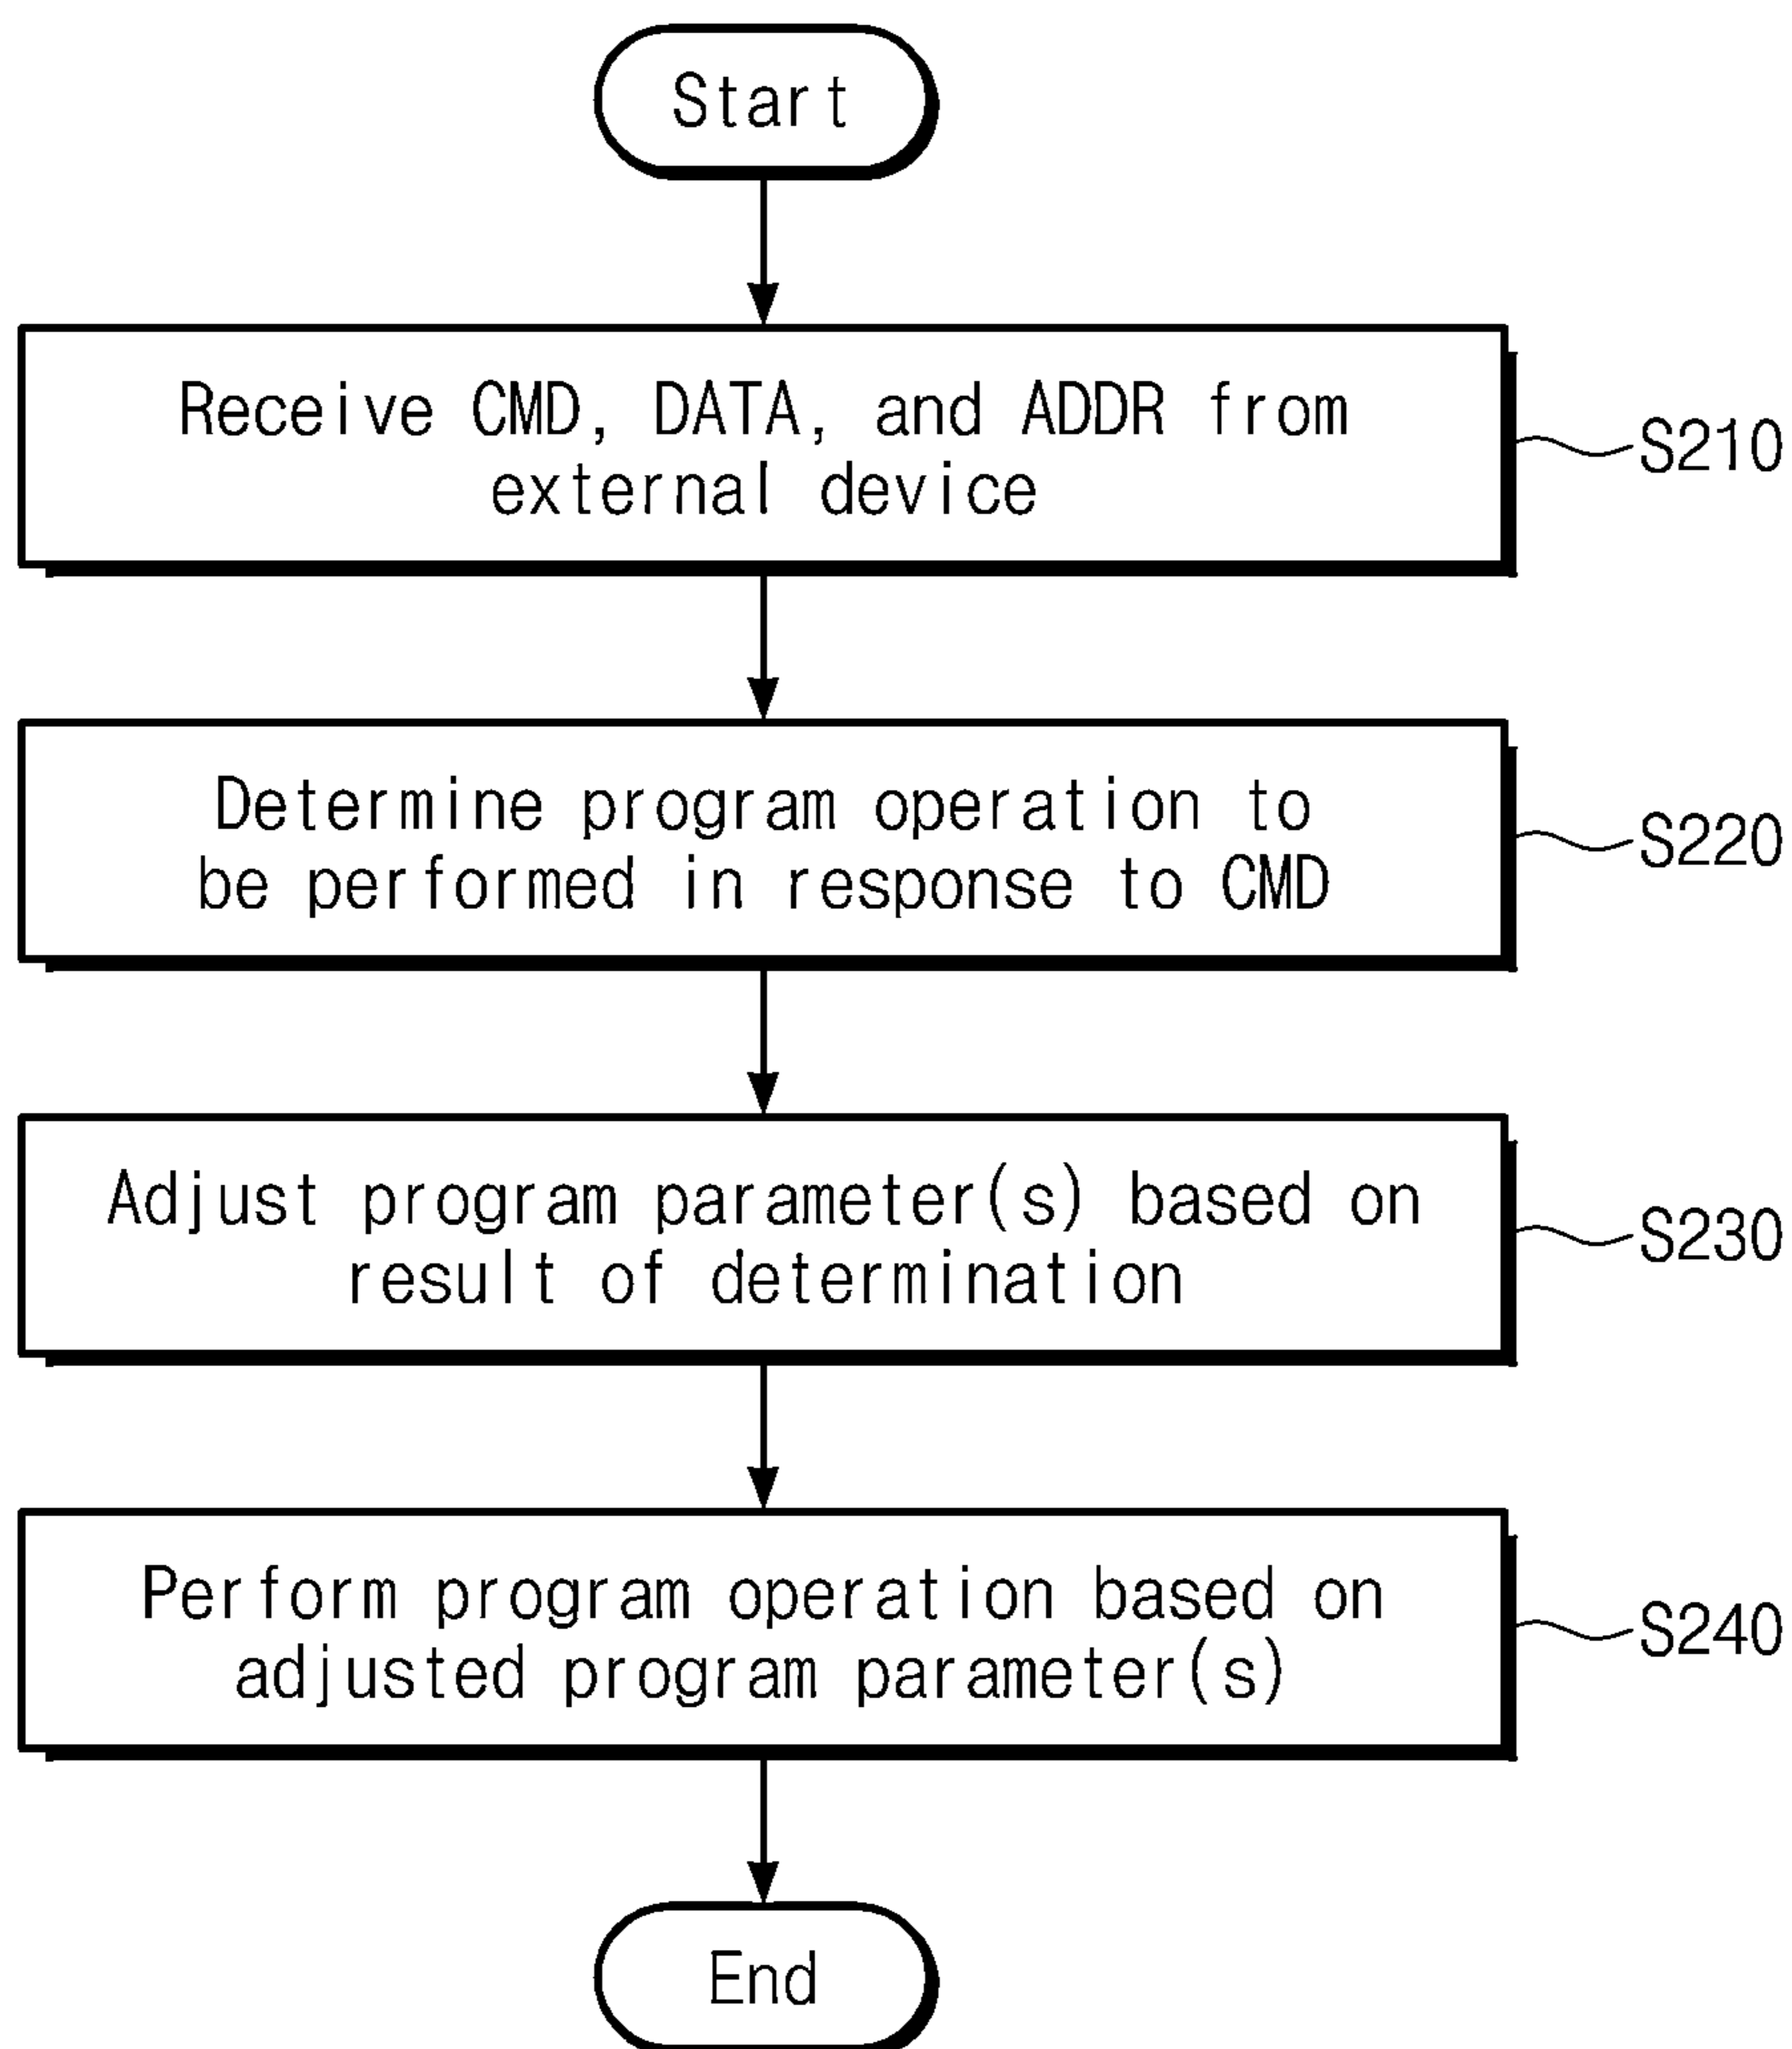 Start
Receive CMD, DATA, and ADDR from
external device
S210
Determine program operation to
be performed in response to CMD
S220
Adjust program parameter(s) based on
result of determination
S230
Perform program operation based on
adjusted program parameter(s)
S240
End